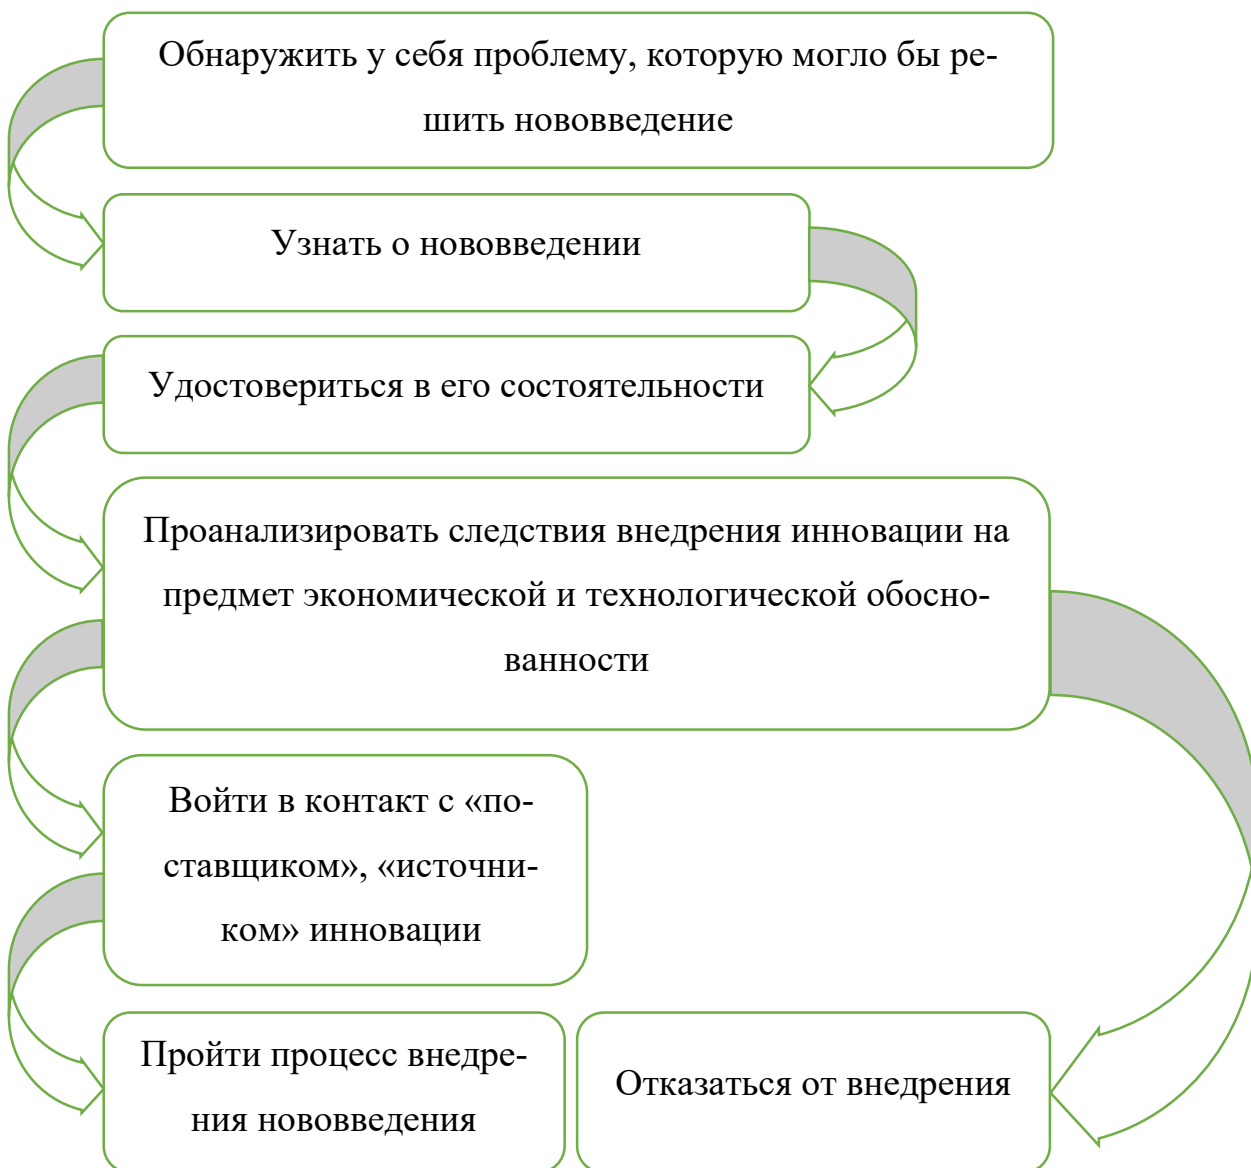 Обнаружить у себя проблему, которую могло бы ре-
шить нововведение
Узнать о нововведении
Удостовериться в его состоятельности
Проанализировать следствия внедрения инновации на
предмет экономической и технологической обосно-
ванности
Войти в контакт с «по-
ставщиком», «источни-
ком» инновации
Пройти процесс внедре-
ния нововведения
Отказаться от внедрения